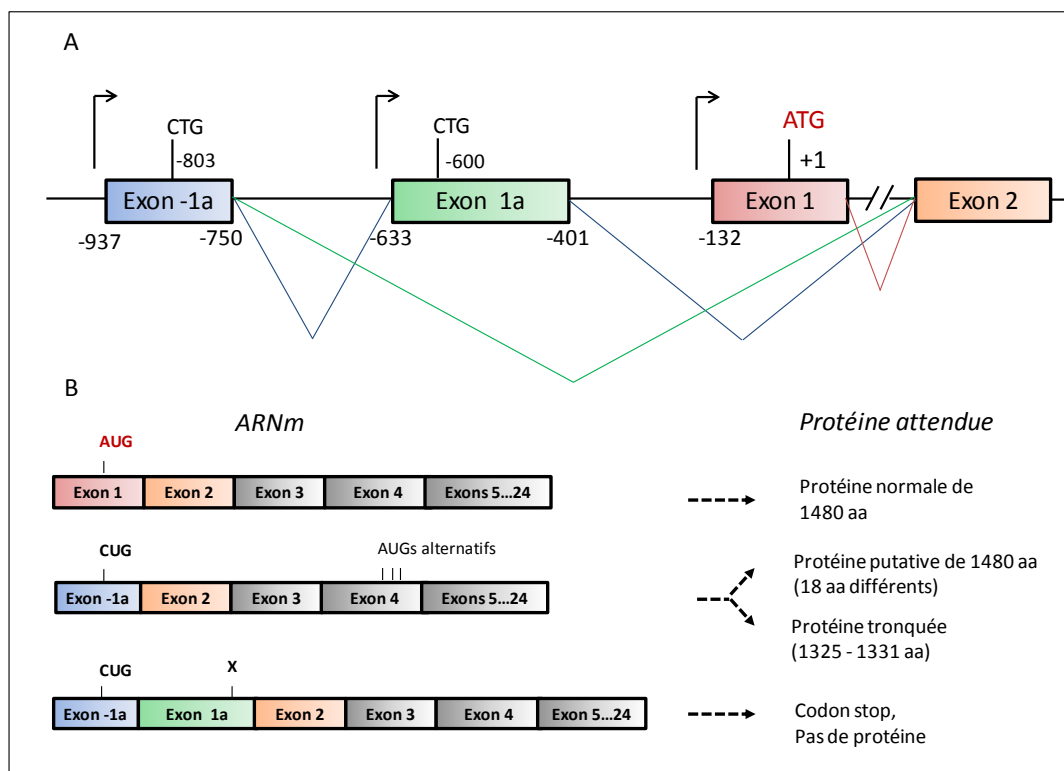 A
CTG
-803
CTG
-600
ATG
+1
Exon -1a
Exon 1a
Exon 1
Exon 2
-937
-750
-633
-401
-132
B
ARNm
Protéine attendue
AUG
Exon 1
Exon 2
Exon 3
Exon 4
Exons 5...24
Protéine normale de
1480 aa
CUG
AUGs alternatifs
Exon -1a
Exon 2
Exon 3
Exon 4
Exons 5...24
Protéine putative de 1480 aa
(18 aa différents)
Protéine tronquée
(1325 - 1331 aa)
CUG
X
Exon -1a
Exon 1a
Exon 2
Exon 3
Exon 4
Exon 5...24
Codon stop,
Pas de protéine